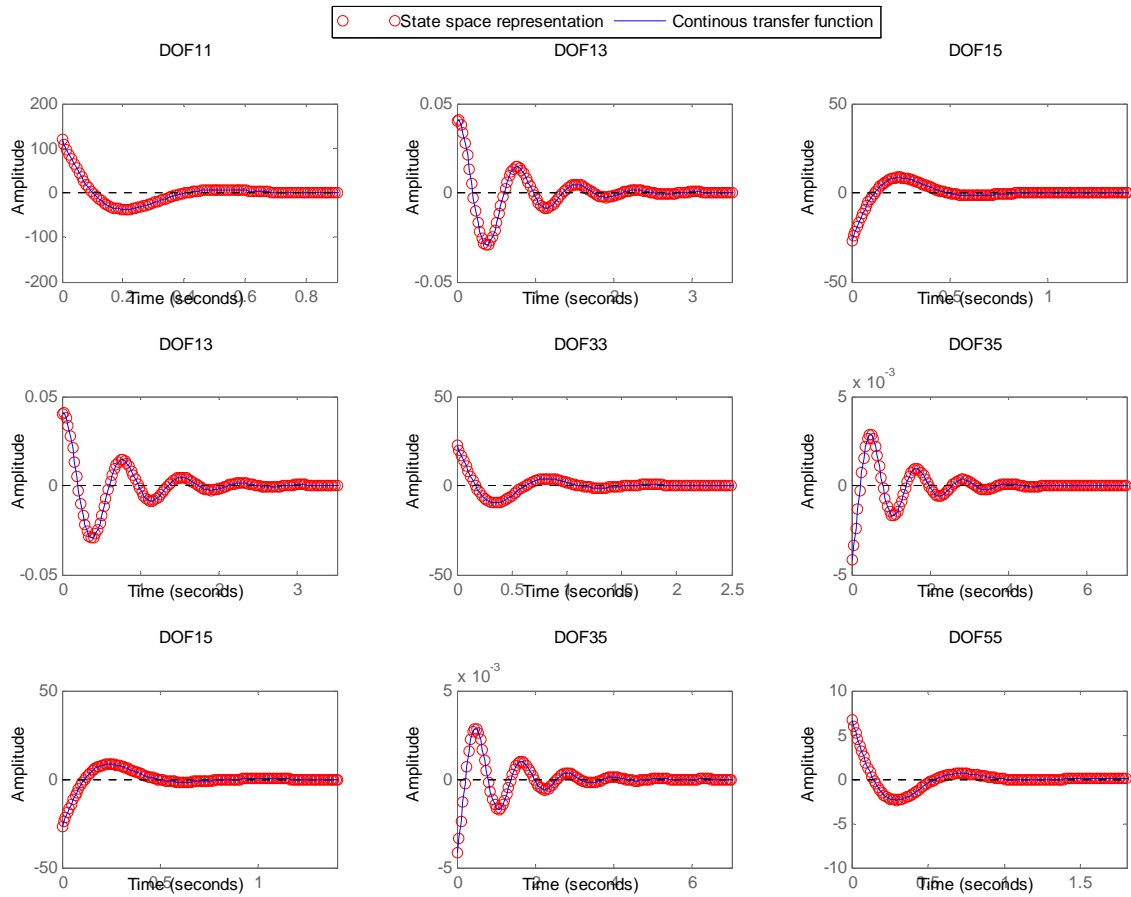 State space representation Continous transfer function
DOF11 DOF13 DOF15
200 0.05 50
100
0 0 0
-100
-200 -0.05 -50
Amplitude Amplitude Amplitude
0 0.2 0.4 0.6 0.8 0 1 2 3 0 0.5 1
Time (seconds) Time (seconds) Time (seconds)
DOF13 DOF33 DOF35
x 10-3
0.05 50 5
0 0 0
-0.05 -50 -5
Amplitude Amplitude Amplitude
0 1 2 3 0 0.5 1 1.5 2 2.5 0 2 4 6
Time (seconds) Time (seconds) Time (seconds)
DOF15 DOF35 DOF55
x 10-3
50 5 10
5
0 0 0
-5
-50 -5 -10
Amplitude Amplitude Amplitude
0 0.5 1 0 2 4 6 0 0.5 1 1.5
Time (seconds) Time (seconds) Time (seconds)